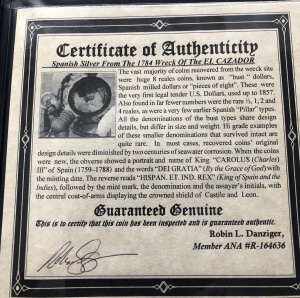 Certificate of Authenticity
Spanish Silver From The 1784 Wreck Of The EL CAZADOR
The vast majority of coins recovered from the wreck site
were huge 8 reales coins, known as "bust" dollars,
Spanish milled dollars or "pieces of eight". These were
the very first legal tender U.S. Dollars, used up to 1857.
Also found in far fewer numbers were the rare ½, 1, 2 and
4 reales, as were a very few earlier Spanish "Pillar" types.
All the denominations of the bust types share design
details, but differ in size and weight. Hi grade examples
of these smaller denominations that survived intact are
quite rare. In most cases, recovered coins' original
design details were diminished by two centuries of seawater corrosion. When the coins
were new, the obverse showed a portrait and name of King "CAROLUS (Charles)
III" of Spain (1759–1788) and the words "DEI GRATIA" (By the Grace of God) with
the minting date. The reverse reads "HISPAN. ET. IND. REX" (King of Spain and the
Indies), followed by the mint mark, the denomination and the assayer's initials, with
the central coat-of-arms displaying the crowned shield of Castile and Leon.
Guaranteed Genuine
This is to certify that this coin has been inspected and is guaranteed authentic.
Robin L. Danziger,
Member ANA #R-164636